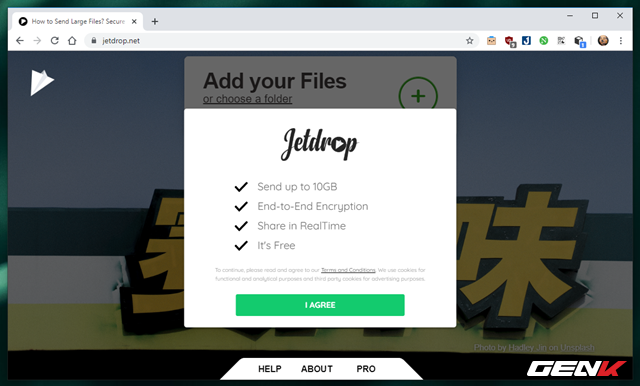 How to Send Large Files? Secure
jetdrop.net
Add your Files
or choose a folder
Jetdrop
Send up to 10GB
End-to-End Encryption
Share in RealTime
It's Free
To continue, please read and agree to our Terms and Conditions. We use cookies for
functional and analytical purposes and third party cookies for advertising purposes.
I AGREE
味
Photo by Hadley Jin on Unsplash
HELP ABOUT PRO
GENK